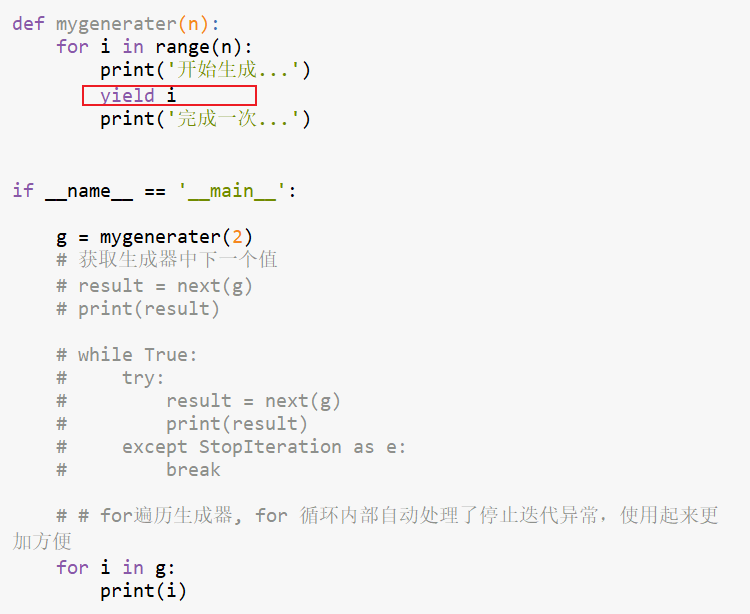 def mygenerater(n):
    for i in range(n):
        print('开始生成...')
        yield i
        print('完成一次...')
if __name__ == '__main__':
    g = mygenerater(2)
    # 获取生成器中下一个值
    # result = next(g)
    # print(result)
    # while True:
    #     try:
    #         result = next(g)
    #         print(result)
    #     except StopIteration as e:
    #         break
    # # for遍历生成器, for 循环内部自动处理了停止迭代异常，使用起来更
加方便
    for i in g:
        print(i)